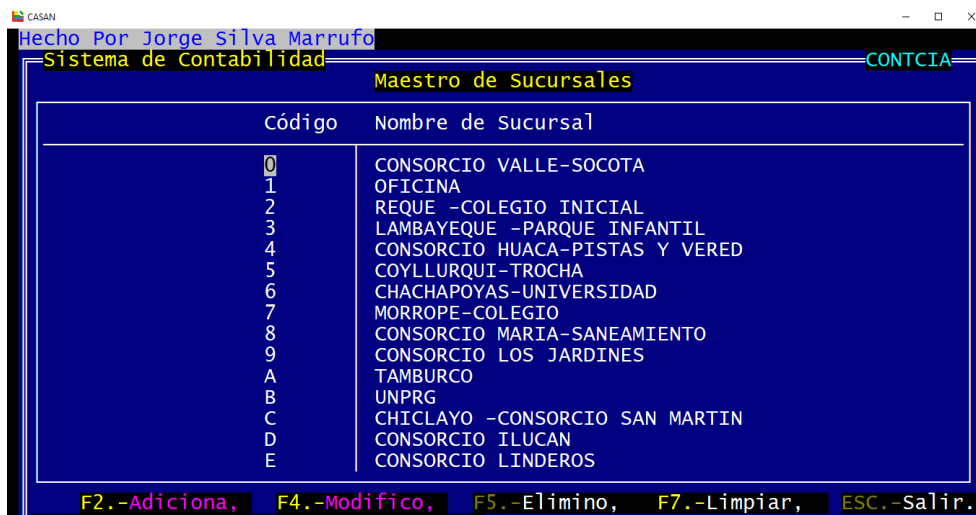 CASAN
Hecho Por Jorge Silva Marrufo
Sistema de Contabilidad CONTCIA
Maestro de Sucursales
Código Nombre de Sucursal
0 CONSORCIO VALLE-SOCOTA
1 OFICINA
2 REQUE -COLEGIO INICIAL
3 LAMBAYEQUE -PARQUE INFANTIL
4 CONSORCIO HUACA-PISTAS Y VERED
5 COYLLURQUI-TROCHA
6 CHACHAPOYAS-UNIVERSIDAD
7 MORROPE-COLEGIO
8 CONSORCIO MARIA-SANEAMIENTO
9 CONSORCIO LOS JARDINES
A TAMBURCO
B UNPRG
C CHICLAYO -CONSORCIO SAN MARTIN
D CONSORCIO ILUCAN
E CONSORCIO LINDEROS
F2.-Adiciona, F4.-Modifico, F5.-Elimino, F7.-Limpiar, ESC.-Salir.